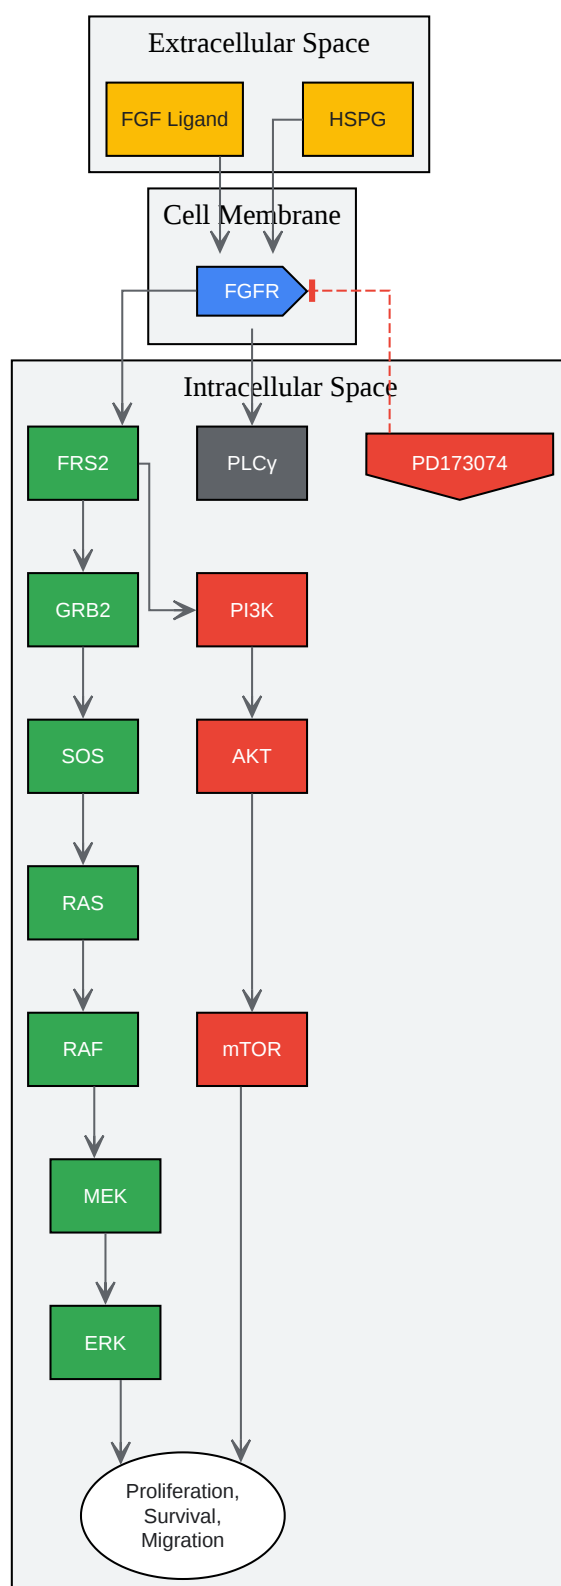 Extracellular Space
FGF Ligand
HSPG
Cell Membrane
FGFR
Intracellular Space
FRS2
PLCγ
PD173074
GRB2
PI3K
SOS
AKT
RAS
RAF
mTOR
MEK
ERK
Proliferation,
Survival,
Migration